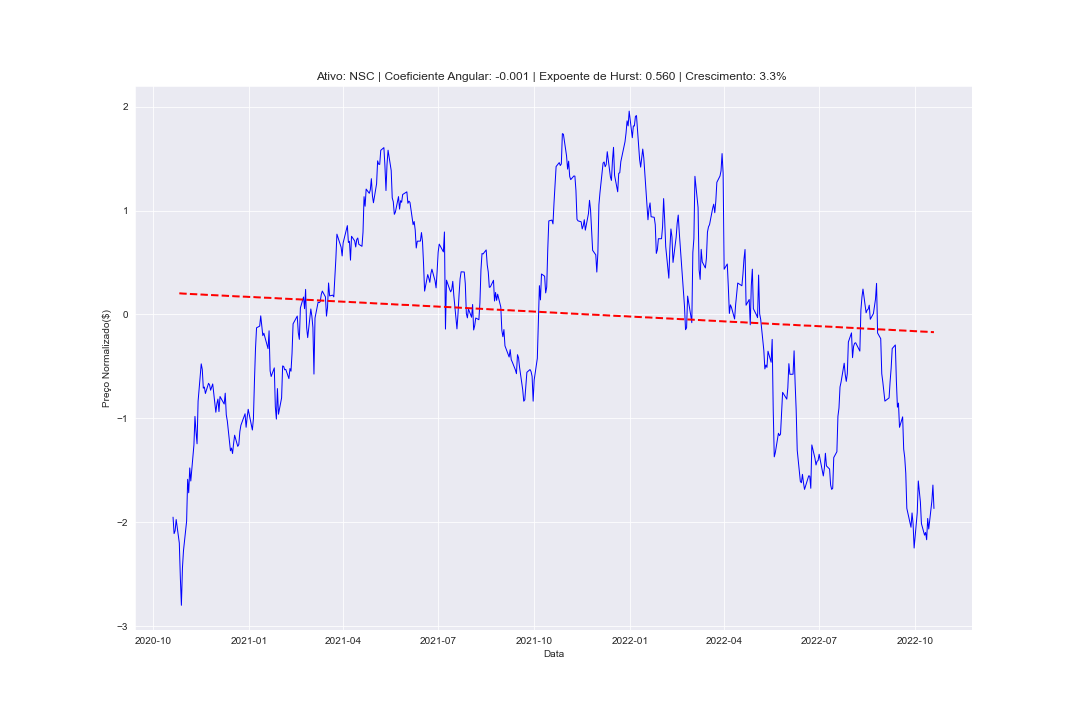 Ativo: NSC | Coeficiente Angular: -0.001 | Expoente de Hurst: 0.560 | Crescimento: 3.3%
2
1
0
−1
−2
−3
Preço Normalizado($)
2020-10 2021-01 2021-04 2021-07 2021-10 2022-01 2022-04 2022-07 2022-10
Data